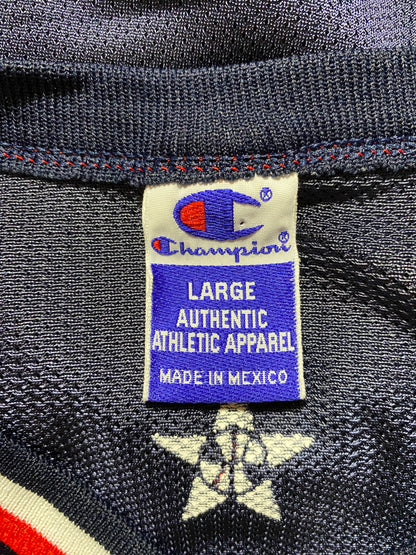 ®
Champion®
LARGE
AUTHENTIC
ATHLETIC APPAREL
MADE IN MEXICO